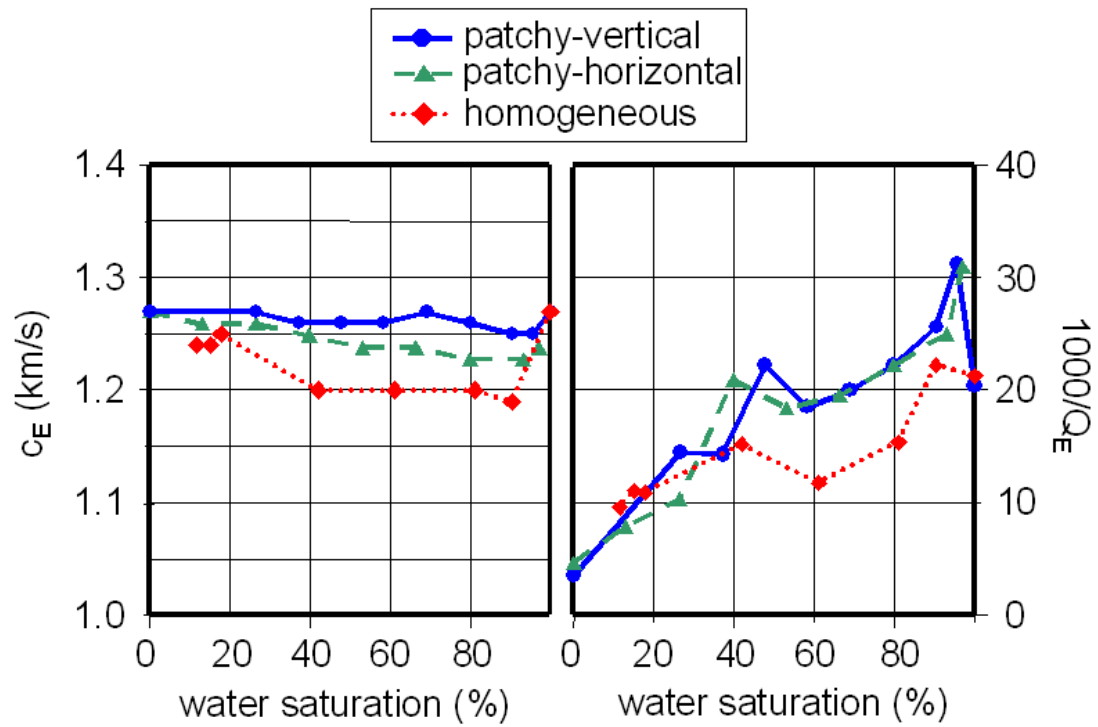 patchy-vertical
patchy-horizontal
homogeneous
1.4
1.3
1.2
1.1
1.0
c_E (km/s)
0 20 40 60 80
water saturation (%)
40
30
20
10
0
1000/Q_E
0 20 40 60 80
water saturation (%)